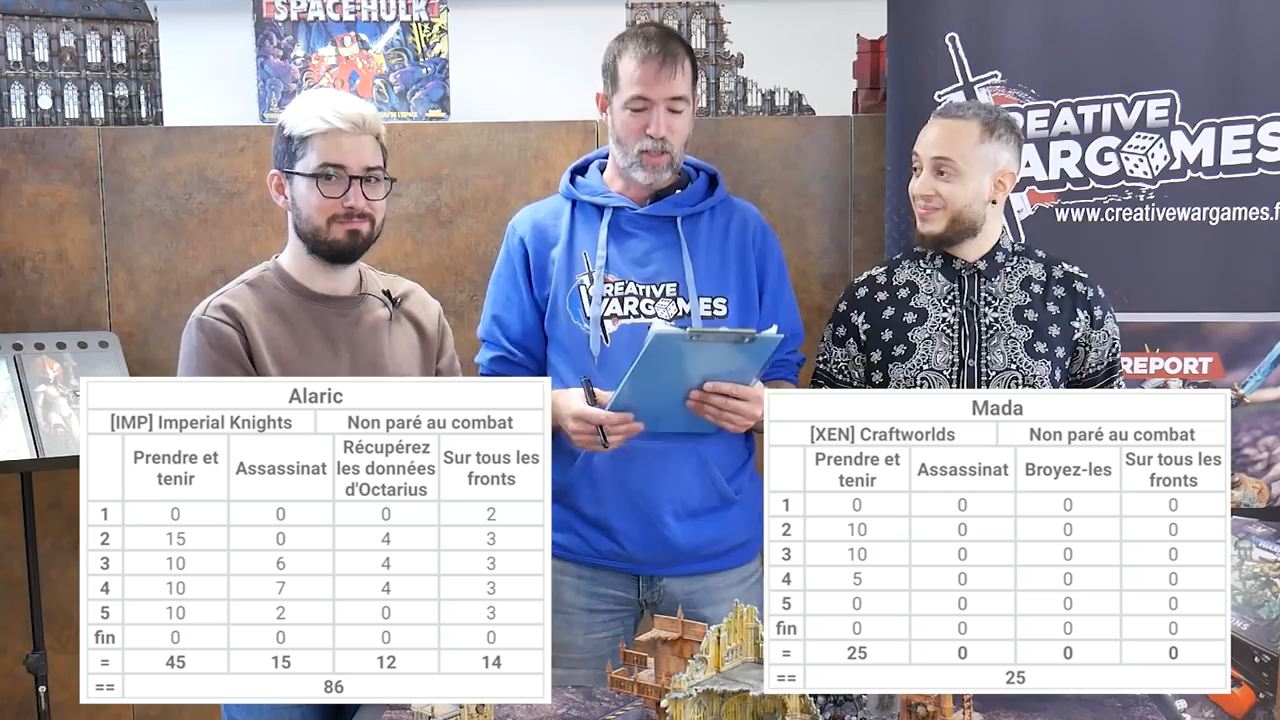 SPACE HULK
CREATIVE
WARGAMES
www.creativewargames.f
CREATIVE
WARGAMES
REPORT
Alaric
[IMP] Imperial Knights Non paré au combat
Prendre et tenir Assassinat Récupérez les données d'Octarius Sur tous les fronts
1 0 0 0 2
2 15 0 4 3
3 10 6 4 3
4 10 7 4 3
5 10 2 0 3
fin 0 0 0 0
= 45 15 12 14
== 86
Mada
[XEN] Craftworlds Non paré au combat
Prendre et tenir Assassinat Broyez-les Sur tous les fronts
1 0 0 0 0
2 10 0 0 0
3 10 0 0 0
4 5 0 0 0
5 0 0 0 0
fin 0 0 0 0
= 25 0 0 0
== 25